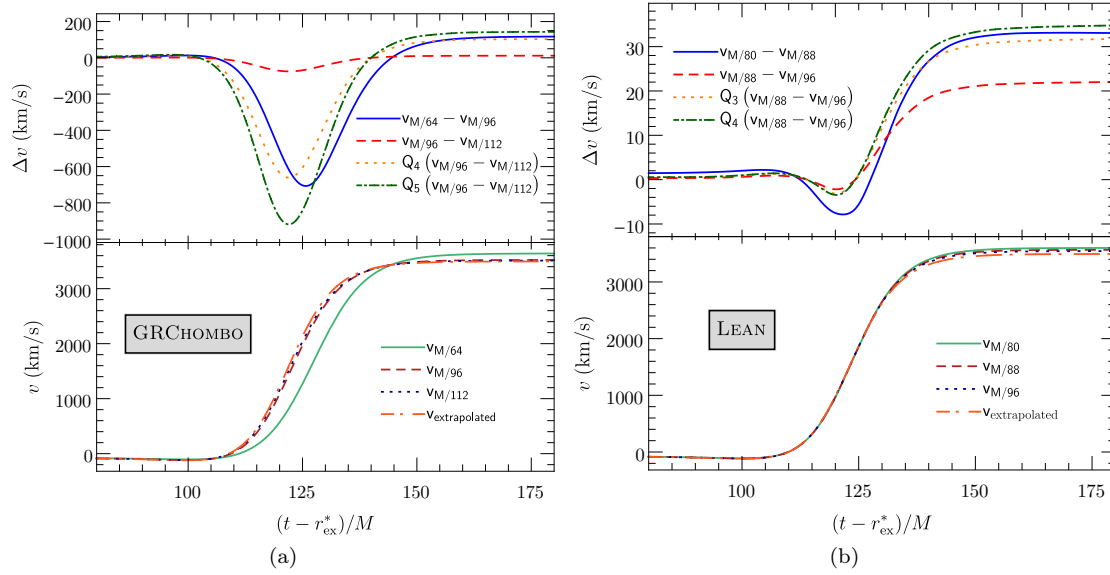 200
0
−200
−400
−600
−800
−1000
Δv (km/s)
v_M/64 − v_M/96
v_M/96 − v_M/112
Q_4 (v_M/96 − v_M/112)
Q_5 (v_M/96 − v_M/112)
3000
2000
1000
0
v (km/s)
GRCHOMBO
v_M/64
v_M/96
v_M/112
v_extrapolated
100 125 150 175
(t − r*_ex)/M
(a)
30
20
10
0
−10
Δv (km/s)
v_M/80 − v_M/88
v_M/88 − v_M/96
Q_3 (v_M/88 − v_M/96)
Q_4 (v_M/88 − v_M/96)
3000
2000
1000
0
v (km/s)
LEAN
v_M/80
v_M/88
v_M/96
v_extrapolated
100 125 150 175
(t − r*_ex)/M
(b)